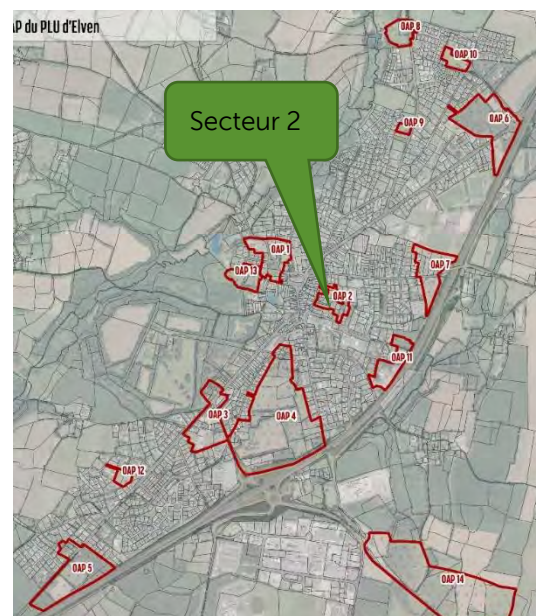 AP du PLU d'Elven
OAP 8
OAP 10
Secteur 2
OAP 6
OAP 9
OAP 1
OAP 7
OAP 13
OAP 2
OAP 11
OAP 3
OAP 4
OAP 12
OAP 5
OAP 14